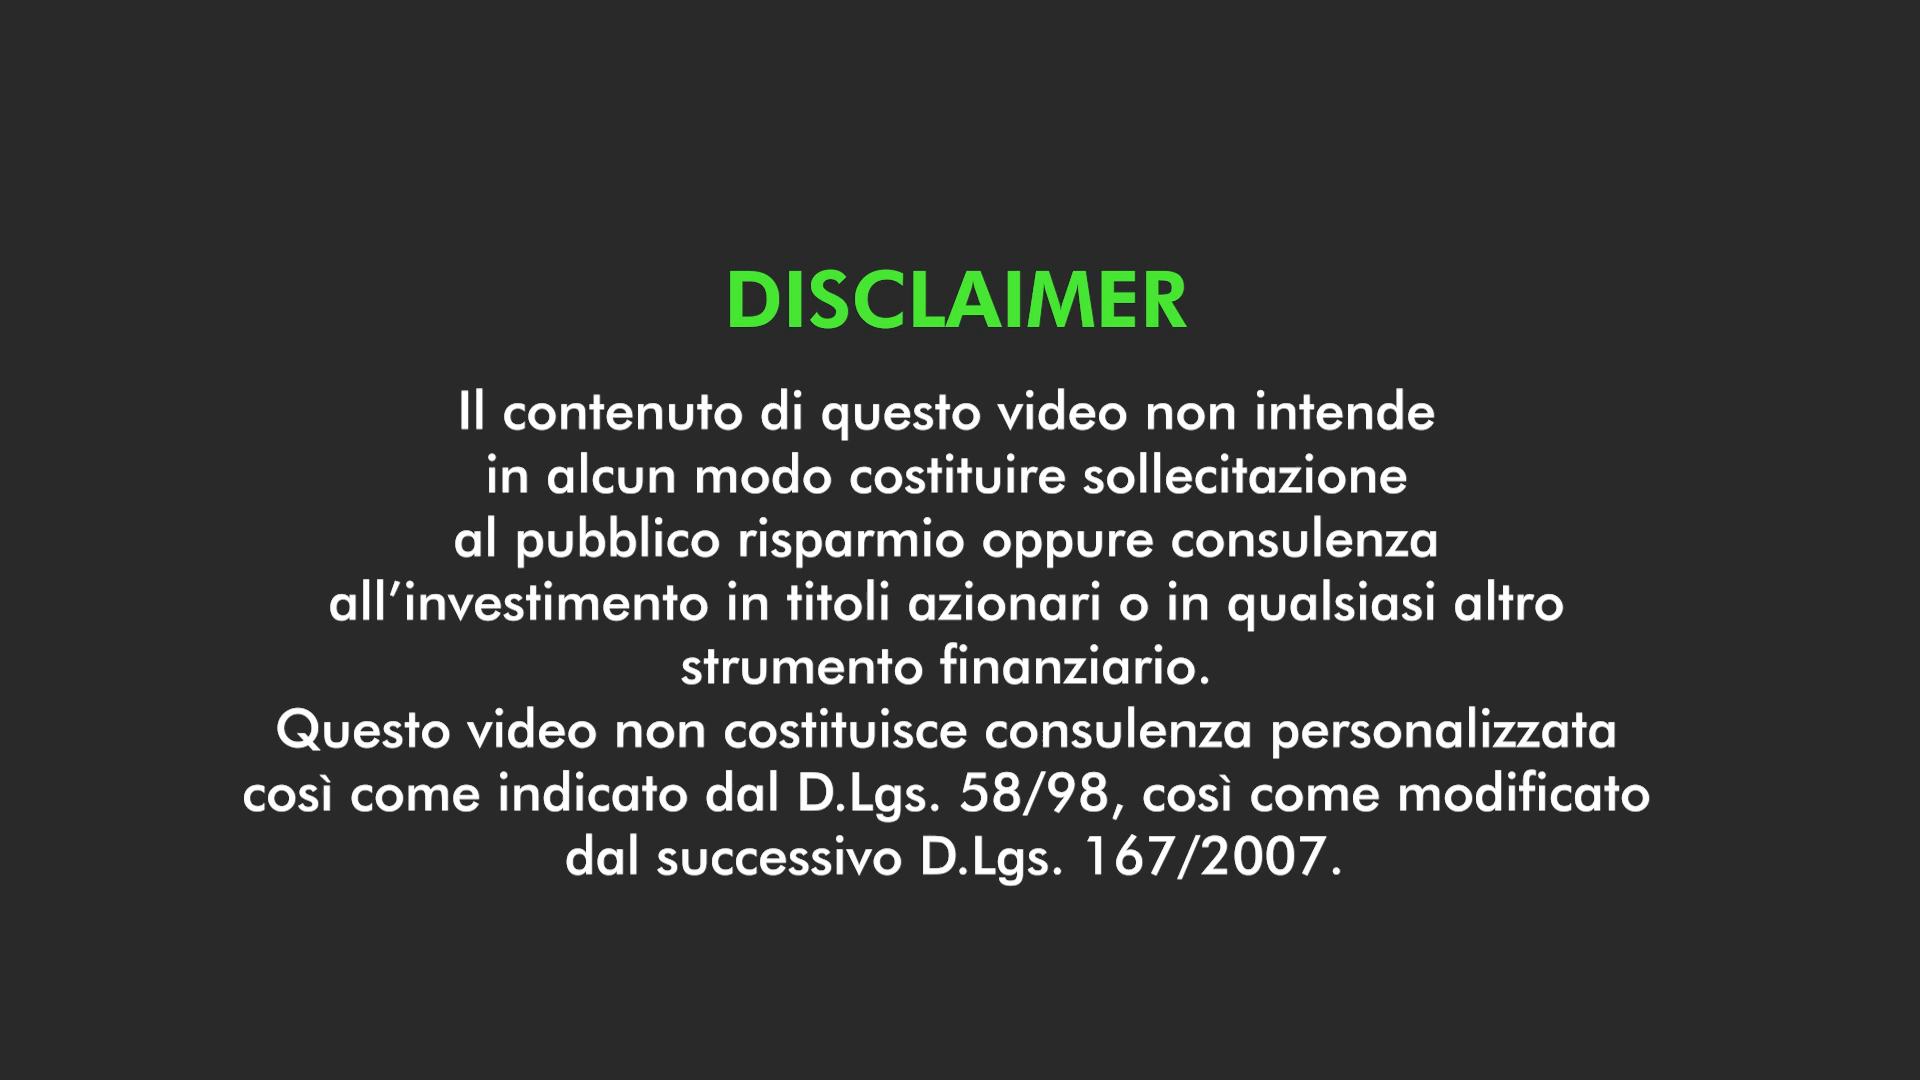 DISCLAIMER
Il contenuto di questo video non intende
in alcun modo costituire sollecitazione
al pubblico risparmio oppure consulenza
all’investimento in titoli azionari o in qualsiasi altro
strumento finanziario.
Questo video non costituisce consulenza personalizzata
così come indicato dal D.Lgs. 58/98, così come modificato
dal successivo D.Lgs. 167/2007.